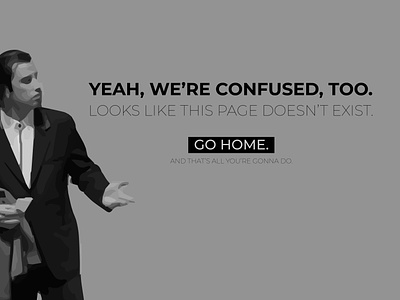 YEAH, WE'RE CONFUSED, TOO.
LOOKS LIKE THIS PAGE DOESN'T EXIST.
GO HOME.
AND THAT'S ALL YOU'RE GONNA DO.